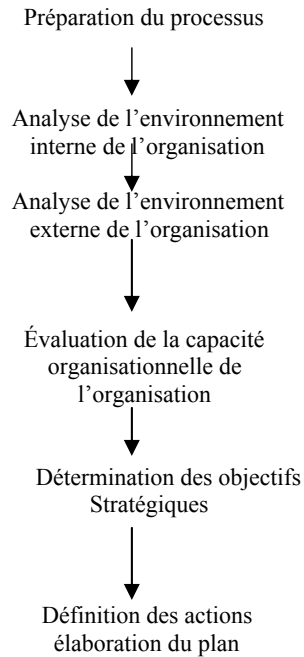 Préparation du processus
Analyse de l’environnement
interne de l’organisation
Analyse de l’environnement
externe de l’organisation
Évaluation de la capacité
organisationnelle de
l’organisation
Détermination des objectifs
Stratégiques
Définition des actions
élaboration du plan